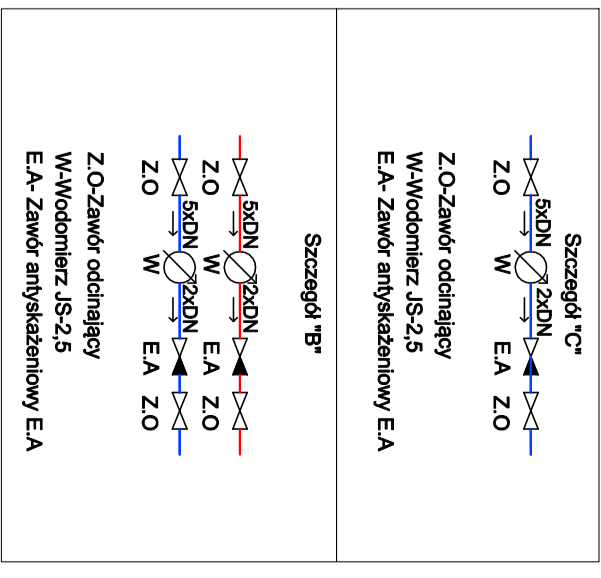 Szczegół "C"
5xDN 2xDN
Z.O W E.A Z.O
Z.O-Zawór odcinający
W-Wodomierz JS-2,5
E.A- Zawór antyskażeniowy E.A
Szczegół "B"
5xDN 2xDN
Z.O W E.A Z.O
5xDN 2xDN
Z.O W E.A Z.O
Z.O-Zawór odcinający
W-Wodomierz JS-2,5
E.A- Zawór antyskażeniowy E.A